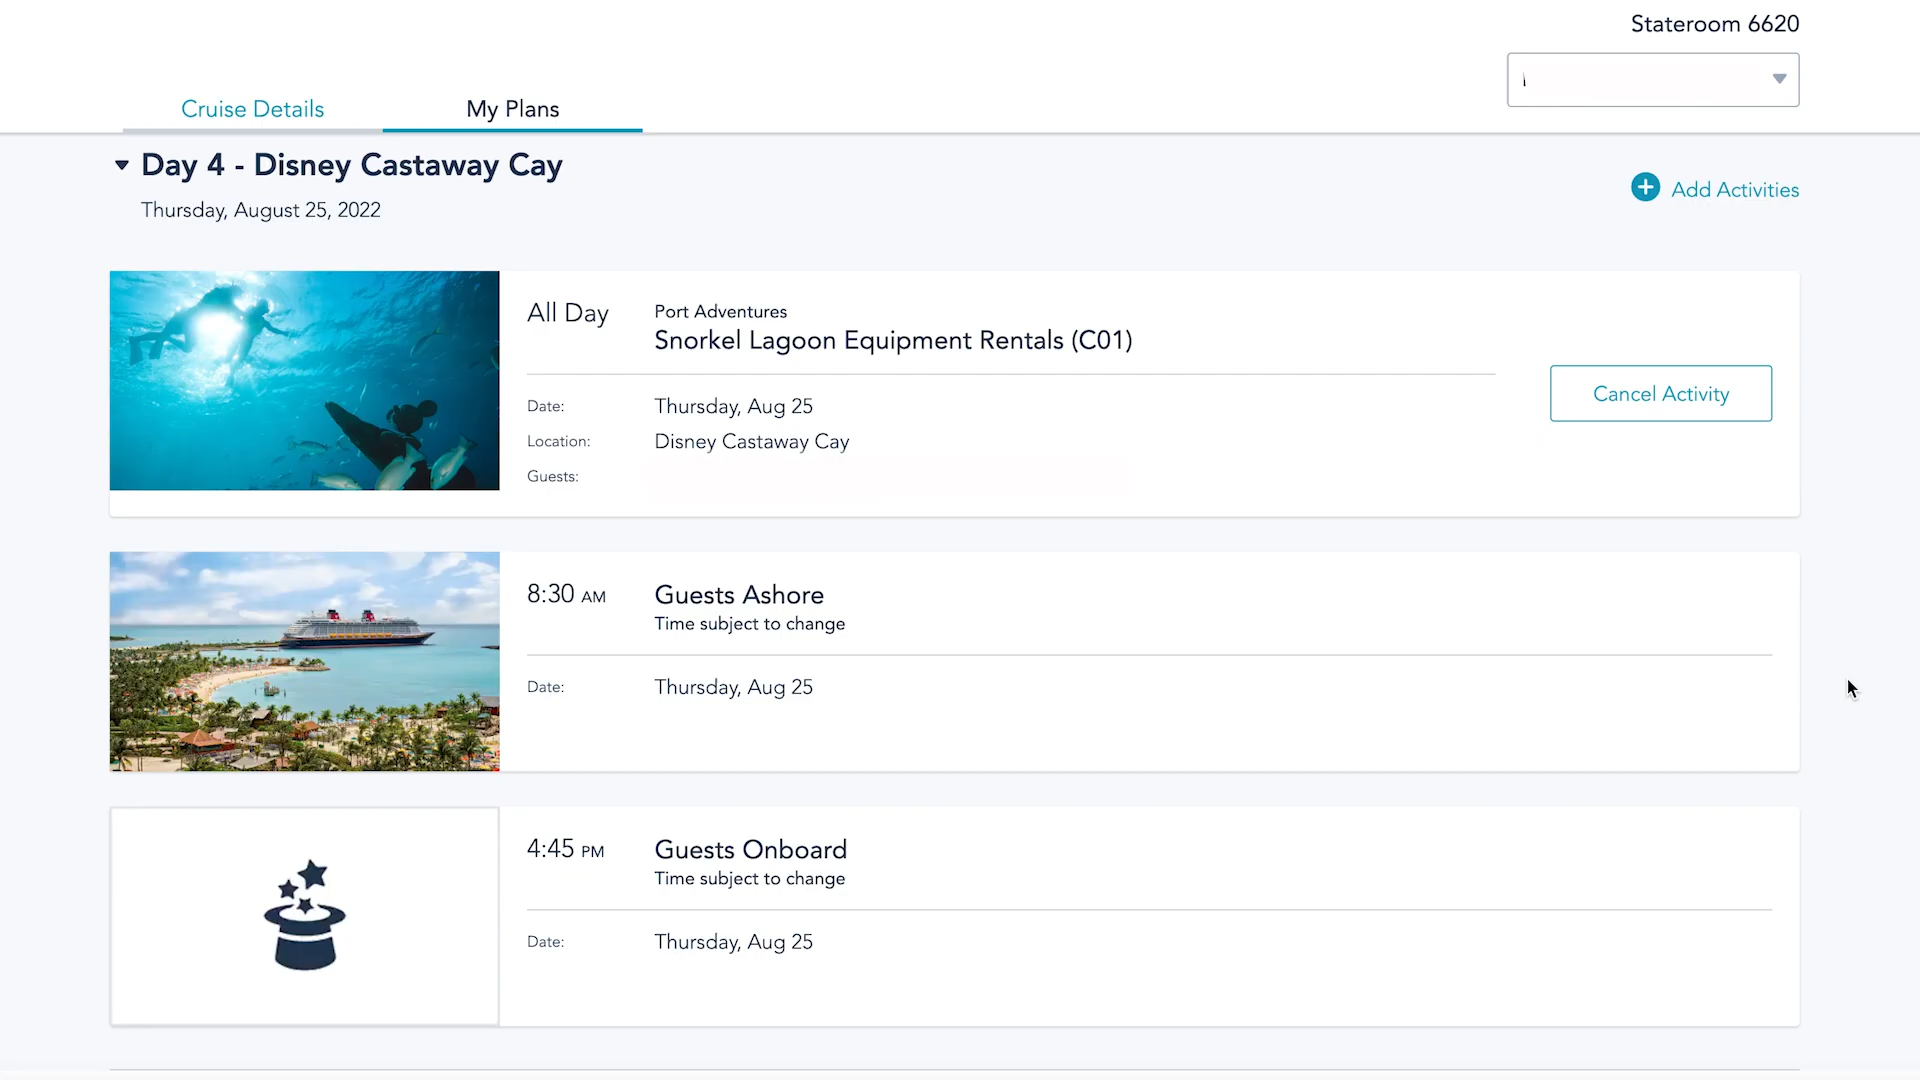 Stateroom 6620
Cruise Details
My Plans
Day 4 - Disney Castaway Cay
Thursday, August 25, 2022
Add Activities
All Day
Port Adventures
Snorkel Lagoon Equipment Rentals (C01)
Date:
Thursday, Aug 25
Location:
Disney Castaway Cay
Guests:
Cancel Activity
8:30 AM
Guests Ashore
Time subject to change
Date:
Thursday, Aug 25
4:45 PM
Guests Onboard
Time subject to change
Date:
Thursday, Aug 25